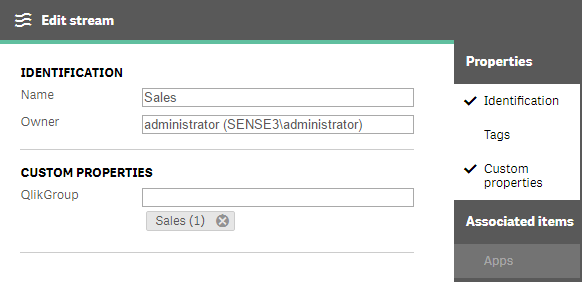 Edit stream
IDENTIFICATION
Name
Sales
Owner
administrator (SENSE3\administrator)
CUSTOM PROPERTIES
QlikGroup
Sales (1)
Properties
Identification
Tags
Custom
properties
Associated items
Apps